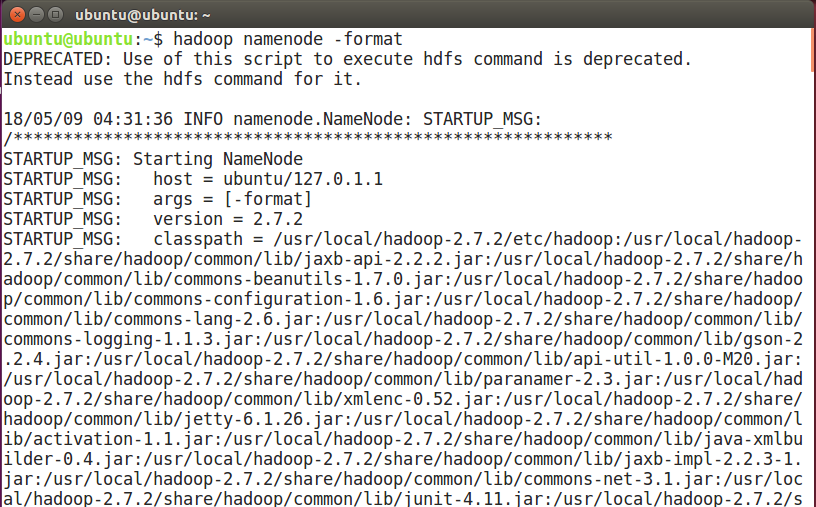 ubuntu@ubuntu: ~
ubuntu@ubuntu:~$ hadoop namenode -format
DEPRECATED: Use of this script to execute hdfs command is deprecated.
Instead use the hdfs command for it.
18/05/09 04:31:36 INFO namenode.NameNode: STARTUP_MSG:
/************************************************************
STARTUP_MSG: Starting NameNode
STARTUP_MSG:   host = ubuntu/127.0.1.1
STARTUP_MSG:   args = [-format]
STARTUP_MSG:   version = 2.7.2
STARTUP_MSG:   classpath = /usr/local/hadoop-2.7.2/etc/hadoop:/usr/local/hadoop-
2.7.2/share/hadoop/common/lib/jaxb-api-2.2.2.jar:/usr/local/hadoop-2.7.2/share/h
adoop/common/lib/commons-beanutils-1.7.0.jar:/usr/local/hadoop-2.7.2/share/hadoo
p/common/lib/commons-configuration-1.6.jar:/usr/local/hadoop-2.7.2/share/hadoop/
common/lib/commons-lang-2.6.jar:/usr/local/hadoop-2.7.2/share/hadoop/common/lib/
commons-logging-1.1.3.jar:/usr/local/hadoop-2.7.2/share/hadoop/common/lib/gson-2
.2.4.jar:/usr/local/hadoop-2.7.2/share/hadoop/common/lib/api-util-1.0.0-M20.jar:
/usr/local/hadoop-2.7.2/share/hadoop/common/lib/paranamer-2.3.jar:/usr/local/had
oop-2.7.2/share/hadoop/common/lib/xmlenc-0.52.jar:/usr/local/hadoop-2.7.2/share/
hadoop/common/lib/jetty-6.1.26.jar:/usr/local/hadoop-2.7.2/share/hadoop/common/l
ib/activation-1.1.jar:/usr/local/hadoop-2.7.2/share/hadoop/common/lib/java-xmlbu
ilder-0.4.jar:/usr/local/hadoop-2.7.2/share/hadoop/common/lib/jaxb-impl-2.2.3-1.
jar:/usr/local/hadoop-2.7.2/share/hadoop/common/lib/commons-net-3.1.jar:/usr/loc
al/hadoop-2.7.2/share/hadoop/common/lib/junit-4.11.jar:/usr/local/hadoop-2.7.2/s